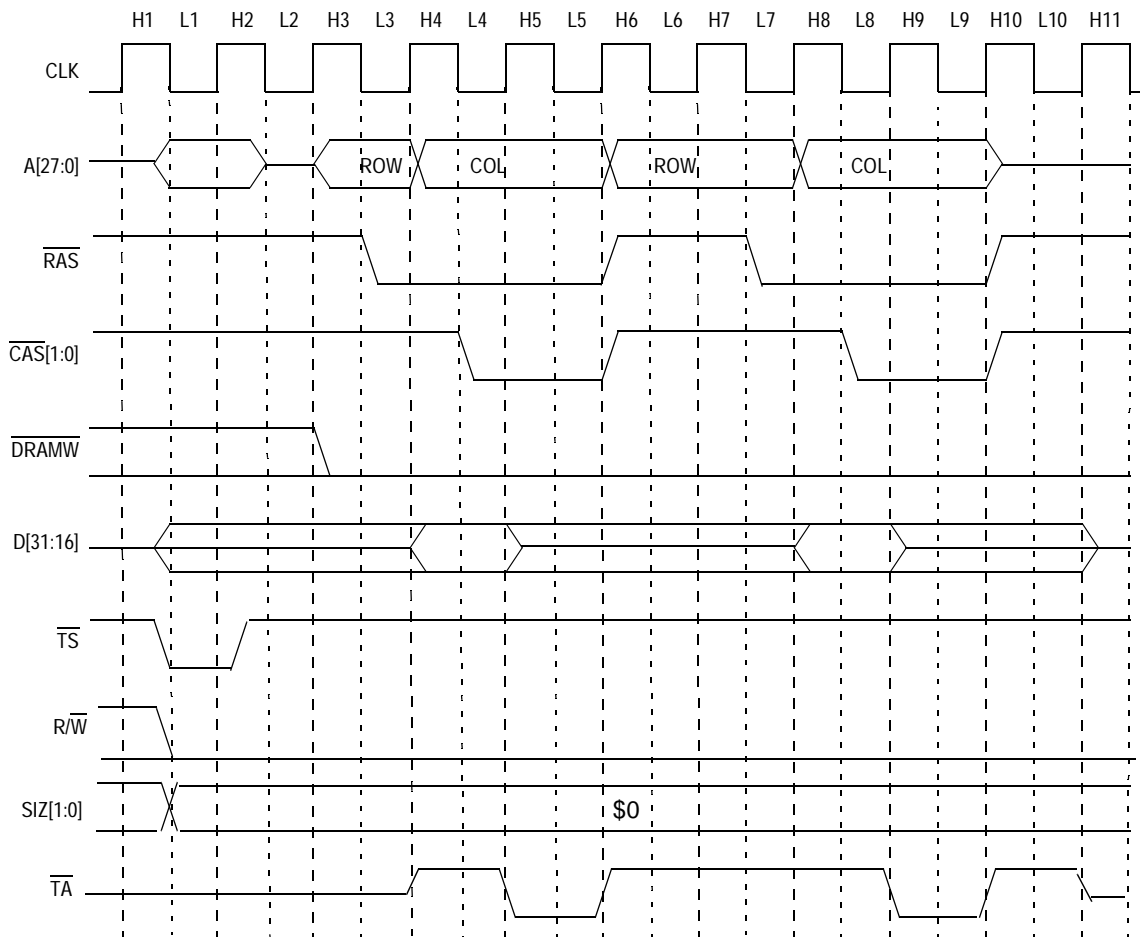 H1 L1 H2 L2 H3 L3 H4 L4 H5 L5 H6 L6 H7 L7 H8 L8 H9 L9 H10 L10 H11
CLK
A[27:0] ROW COL ROW COL
RAS
CAS[1:0]
DRAMW
D[31:16]
TS
R/W
SIZ[1:0] $0
TA